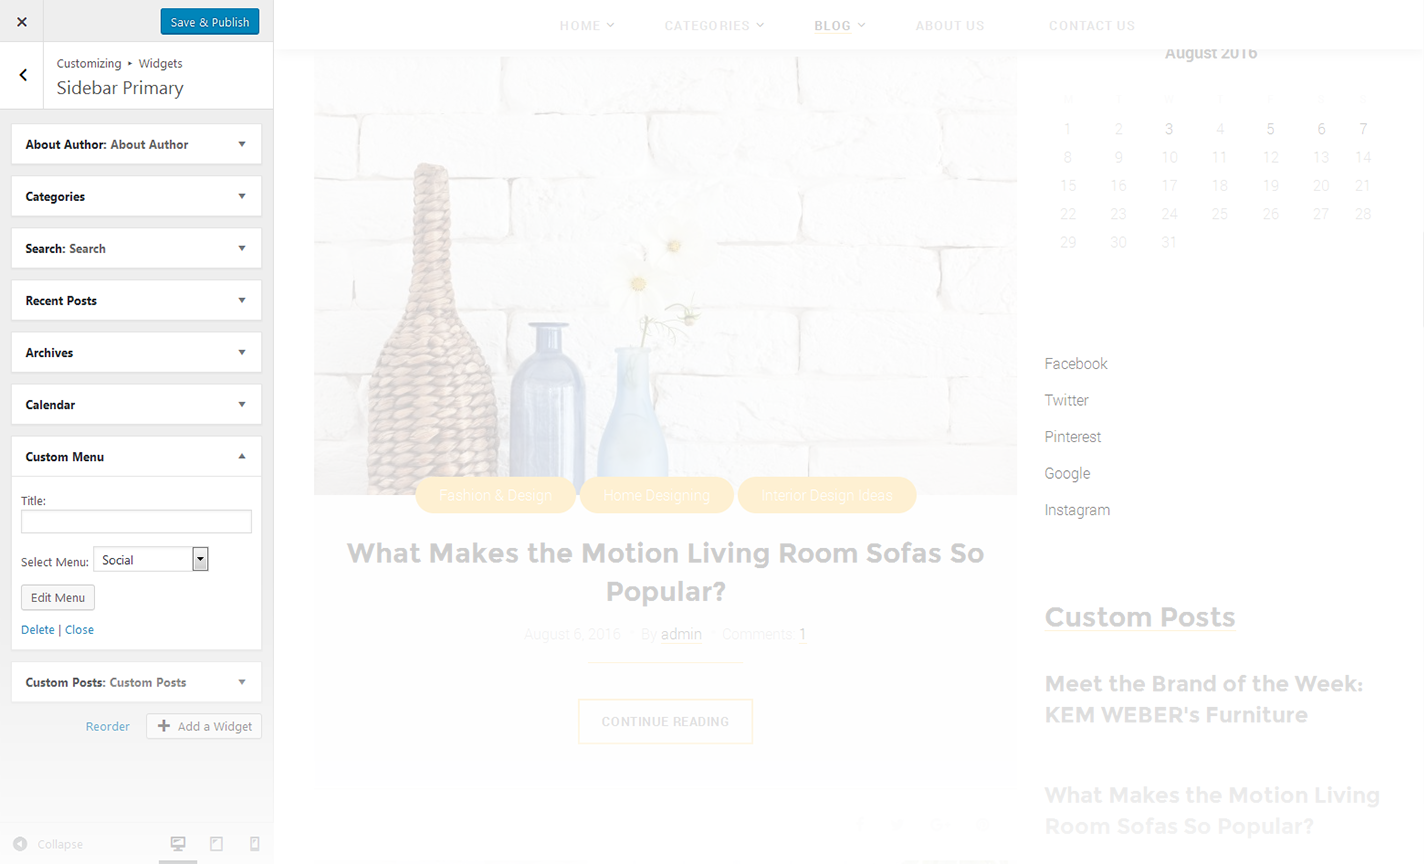 Save & Publish
Customizing ▸ Widgets
Sidebar Primary
About Author: About Author
Categories
Search: Search
Recent Posts
Archives
Calendar
Custom Menu
Title:
Select Menu: Social
Edit Menu
Delete | Close
Custom Posts: Custom Posts
Reorder
Add a Widget
Collapse
HOME CATEGORIES BLOG ABOUT US CONTACT US
Fashion & Design Home Designing Interior Design Ideas
What Makes the Motion Living Room Sofas So
Popular?
August 6, 2016 By admin Comments 1
CONTINUE READING
August 2016
1 2 3 4 5 6 7
8 9 10 11 12 13 14
15 16 17 18 19 20 21
22 23 24 25 26 27 28
29 30 31
Facebook
Twitter
Pinterest
Google
Instagram
Custom Posts
Meet the Brand of the Week:
KEM WEBER's Furniture
What Makes the Motion Living
Room Sofas So Popular?